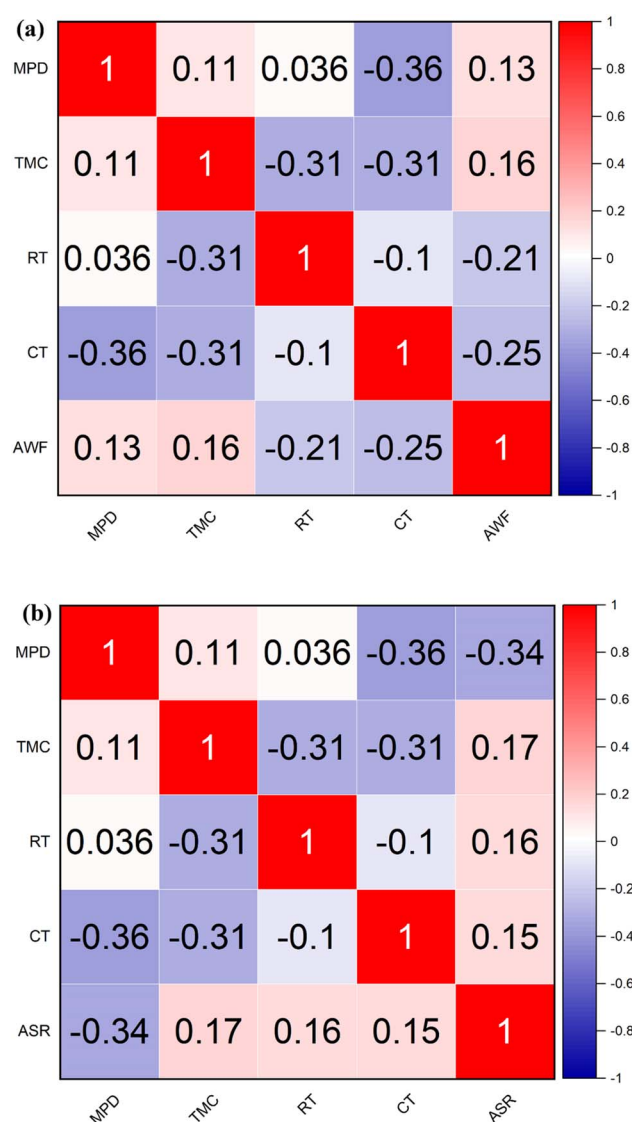 (a)
MPD 1 0.11 0.036 -0.36 0.13
TMC 0.11 1 -0.31 -0.31 0.16
RT 0.036 -0.31 1 -0.1 -0.21
CT -0.36 -0.31 -0.1 1 -0.25
AWF 0.13 0.16 -0.21 -0.25 1
MPD TMC RT CT AWF
1
0.8
0.6
0.4
0.2
0
-0.2
-0.4
-0.6
-0.8
-1
(b)
MPD 1 0.11 0.036 -0.36 -0.34
TMC 0.11 1 -0.31 -0.31 0.17
RT 0.036 -0.31 1 -0.1 0.16
CT -0.36 -0.31 -0.1 1 0.15
ASR -0.34 0.17 0.16 0.15 1
MPD TMC RT CT ASR
1
0.8
0.6
0.4
0.2
0
-0.2
-0.4
-0.6
-0.8
-1